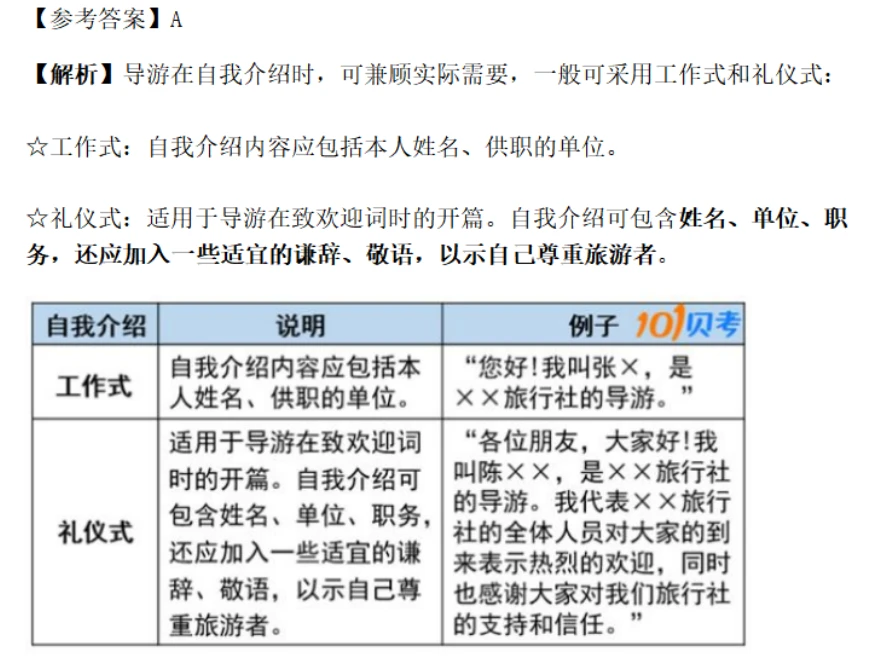 【参考答案】A
【解析】导游在自我介绍时，可兼顾实际需要，一般可采用工作式和礼仪式：
☆工作式：自我介绍内容应包括本人姓名、供职的单位。
☆礼仪式：适用于导游在致欢迎词时的开篇。自我介绍可包含姓名、单位、职
务，还应加入一些适宜的谦辞、敬语，以示自己尊重旅游者。
自我介绍 说明 例子 101贝考
工作式
自我介绍内容应包括本
人姓名、供职的单位。
“您好!我叫张×，是
××旅行社的导游。”
礼仪式
适用于导游在致欢迎词
时的开篇。自我介绍可
包含姓名、单位、职务，
还应加入一些适宜的谦
辞、敬语，以示自己尊
重旅游者。
“各位朋友，大家好!我
叫陈××，是××旅行社
的导游。我代表××旅行
社的全体人员对大家的到
来表示热烈的欢迎，同时
也感谢大家对我们旅行社
的支持和信任。”